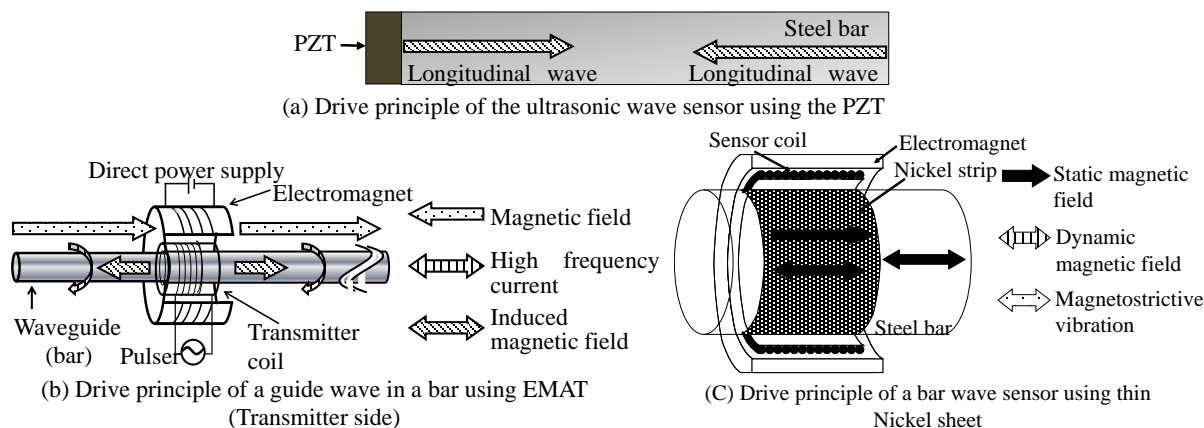 PZT
Steel bar
Longitudinal wave
Longitudinal wave
(a) Drive principle of the ultrasonic wave sensor using the PZT
Direct power supply
Electromagnet
Magnetic field
High frequency
current
Induced
magnetic field
Waveguide
(bar)
Pulser
Transmitter
coil
(b) Drive principle of a guide wave in a bar using EMAT
(Transmitter side)
Sensor coil
Electromagnet
Nickel strip
Static magnetic
field
Dynamic
magnetic field
Magnetostrictive
vibration
Steel bar
(C) Drive principle of a bar wave sensor using thin
Nickel sheet